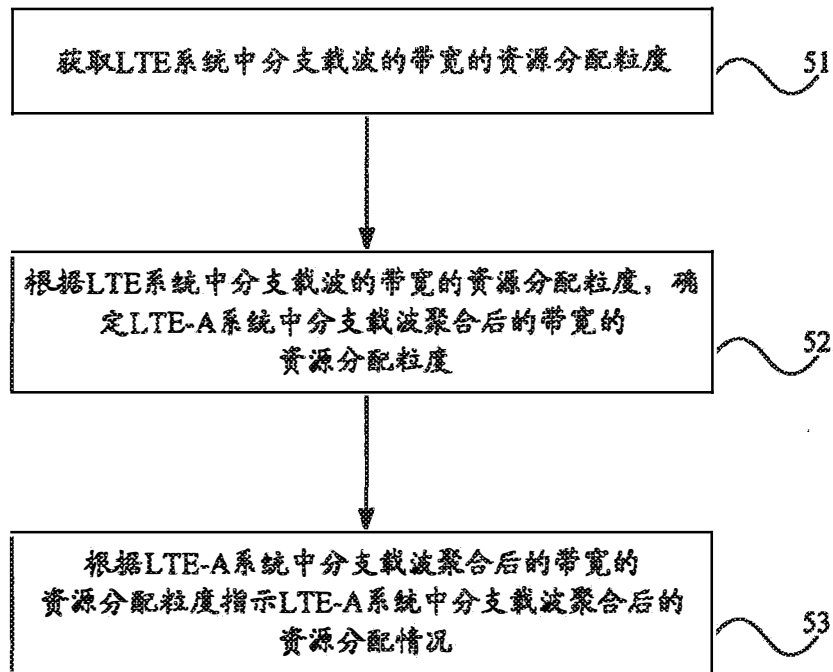 获取LTE系统中分支载波的带宽的资源分配粒度
51
根据LTE系统中分支载波的带宽的资源分配粒度，确
定LTE-A系统中分支载波聚合后的带宽的
资源分配粒度
52
根据LTE-A系统中分支载波聚合后的带宽的
资源分配粒度指示LTE-A系统中分支载波聚合后的
资源分配情况
53